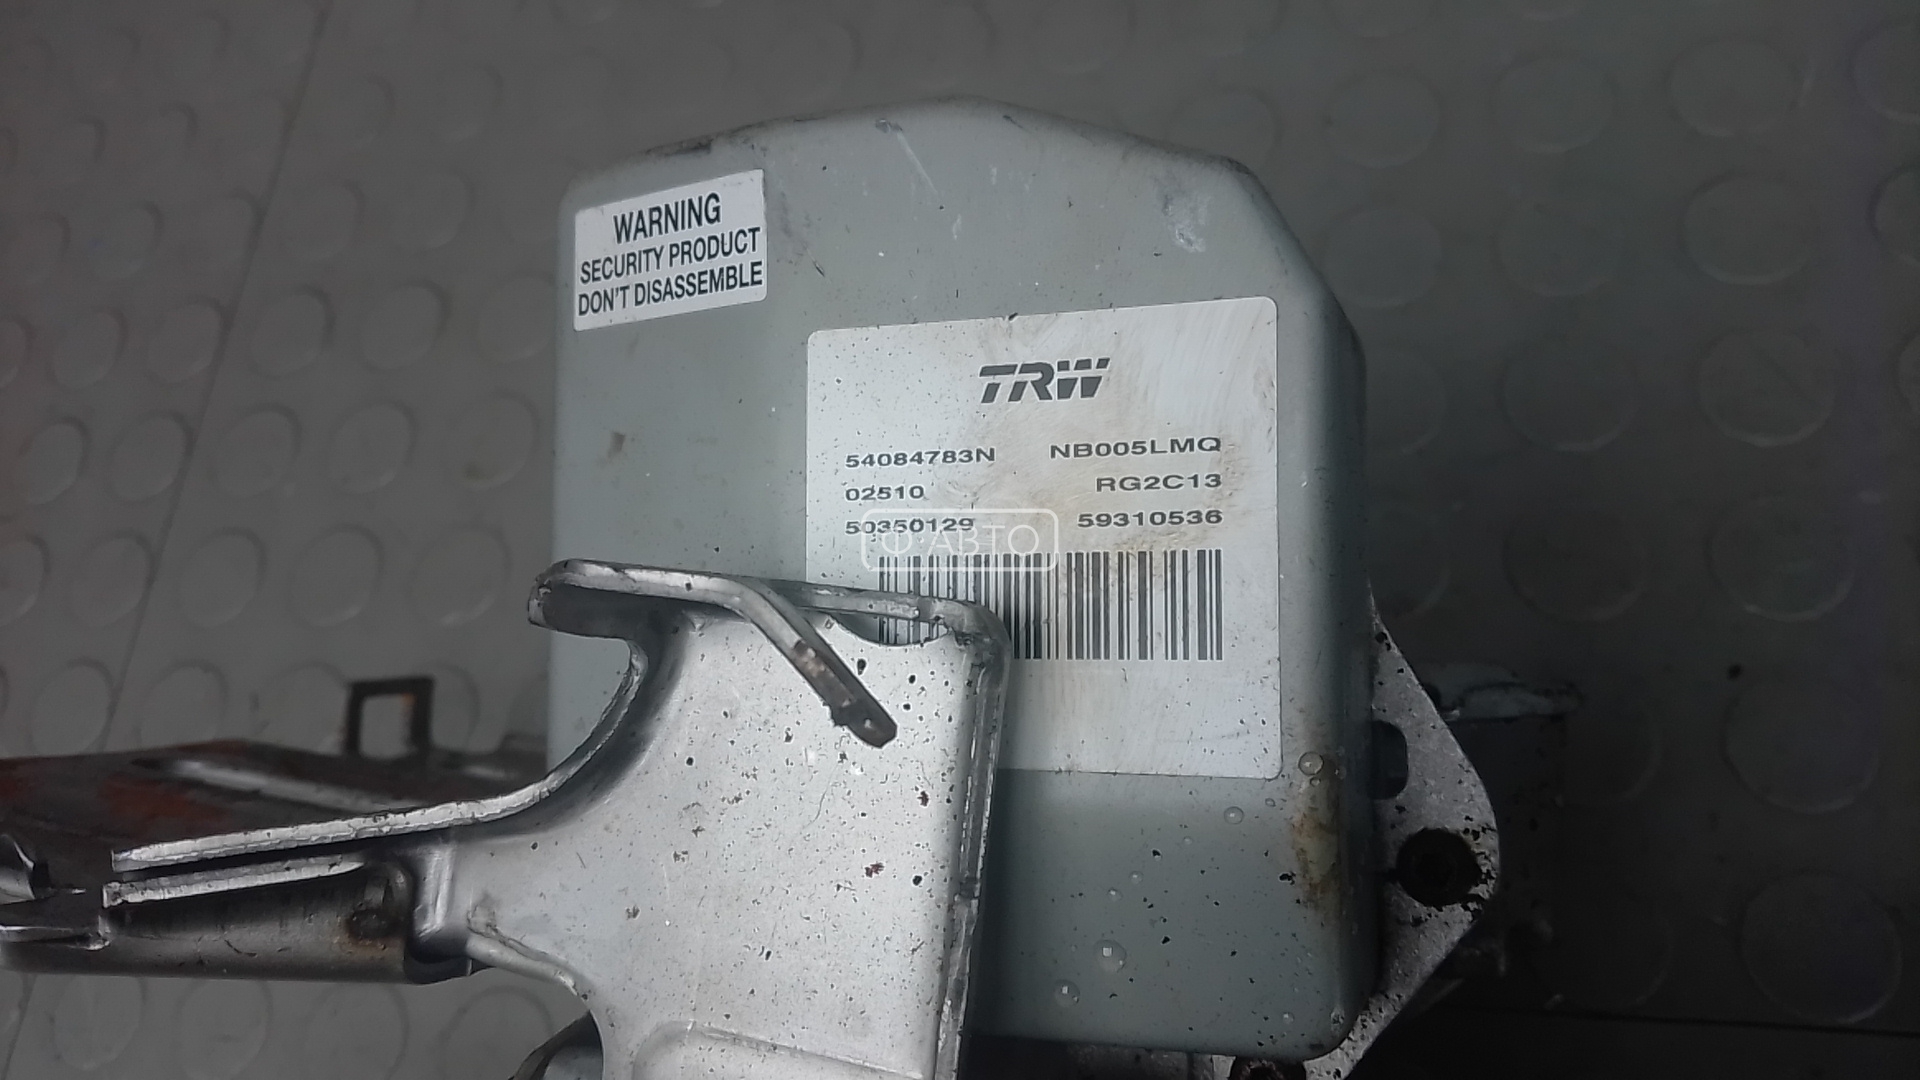 WARNING
SECURITY PRODUCT
DON'T DISASSEMBLE
TRW
54084783N NB005LMQ
02510 RG2C13
50350129 59310536
Ф·АВТО